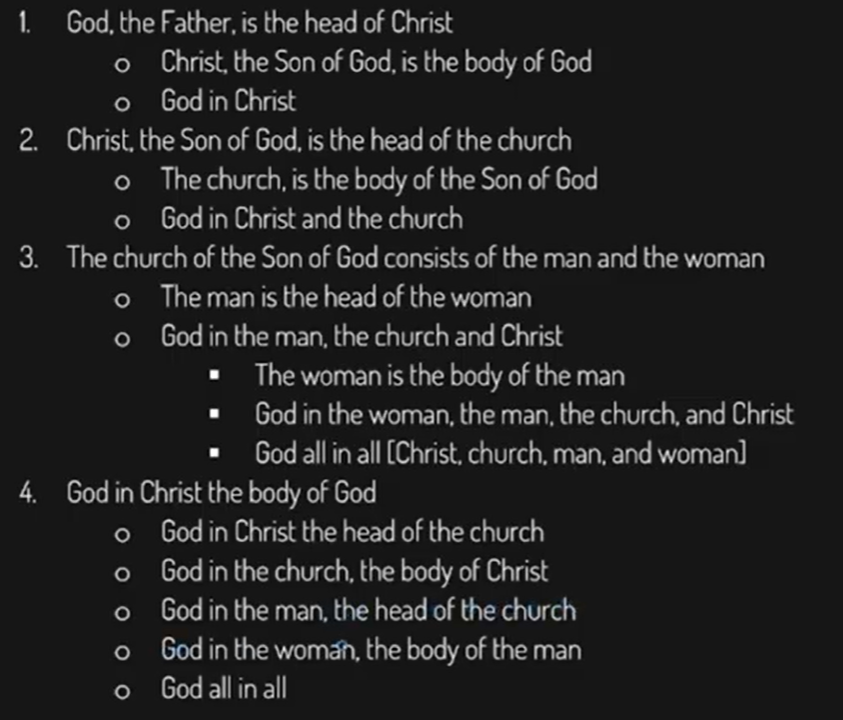 1. God, the Father, is the head of Christ
o Christ, the Son of God, is the body of God
o God in Christ
2. Christ, the Son of God, is the head of the church
o The church, is the body of the Son of God
o God in Christ and the church
3. The church of the Son of God consists of the man and the woman
o The man is the head of the woman
o God in the man, the church and Christ
▪ The woman is the body of the man
▪ God in the woman, the man, the church, and Christ
▪ God all in all [Christ, church, man, and woman]
4. God in Christ the body of God
o God in Christ the head of the church
o God in the church, the body of Christ
o God in the man, the head of the church
o God in the woman, the body of the man
o God all in all